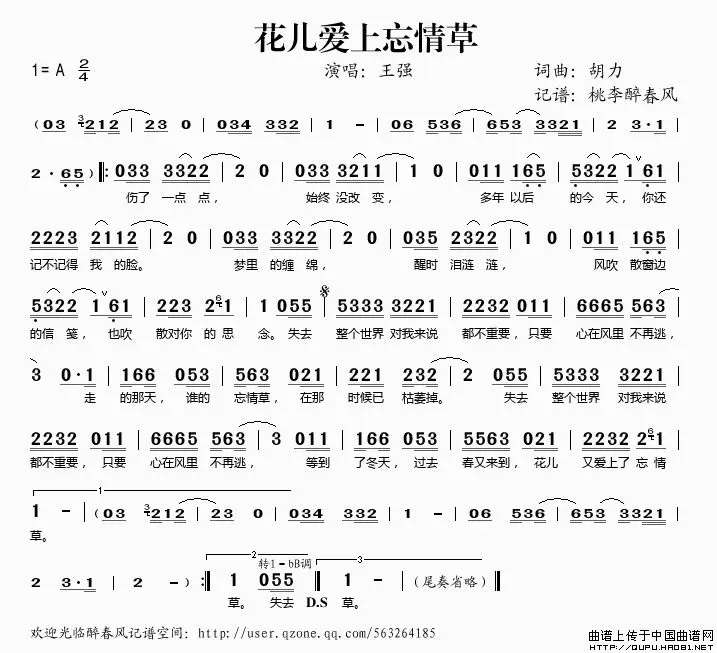 花儿爱上忘情草
1=A 2/4 演唱：王强 词曲：胡力
记谱：桃李醉春风
（03 3 212 | 23 0 | 034 332 | 1 - | 06 536 | 653 3321 | 2 3·1 |
2·65）‖: 033 3322 | 2 0 | 033 3211 | 1 0 | 011 165 | 5322 1 v 61 |
伤了 一点 点， 始终 没改 变， 多年 以后 的今 天，你还
2223 2112 | 2 0 | 033 3322 | 2 0 | 035 2322 | 1 0 | 011 165 |
记不记得 我 的脸。 梦里 的缠 绵， 醒时 泪涟 涟， 风吹 散窗边
5322 1 v 61 | 223 2 6 1 | 1 055 | 5333 3221 | 2232 011 | 6665 563 |
的信 笺，也吹 散对你 的思 念。失去 整个世界 对我来说 都不重要，只要 心在风里 不再逃，
3 0·1 | 166 053 | 563 021 | 221 232 | 2 055 | 5333 3221 |
走 的那天，谁的 忘情草，在那 时候已 枯萎掉。 失去 整个世界 对我来说
2232 011 | 6665 563 | 3 011 | 166 053 | 5563 021 | 2232 2 6 1 |
都不重要，只要 心在风里 不再逃， 等到 了冬天，过去 春又来到，花儿 又爱上了 忘情
1
1 - |（03 3 212 | 23 0 | 034 332 | 1 - | 06 536 | 653 3321 |
草。
2 转1=bB调 3
2 3·1 | 2 - ）:‖ 1 055 ‖ 1 - |（尾奏省略）‖
草。 失去 D.S 草。
欢迎光临醉春风记谱空间：http://user.qzone.qq.com/563264185
曲谱上传于中国曲谱网
HTTP://QUPU.HAO81.NET